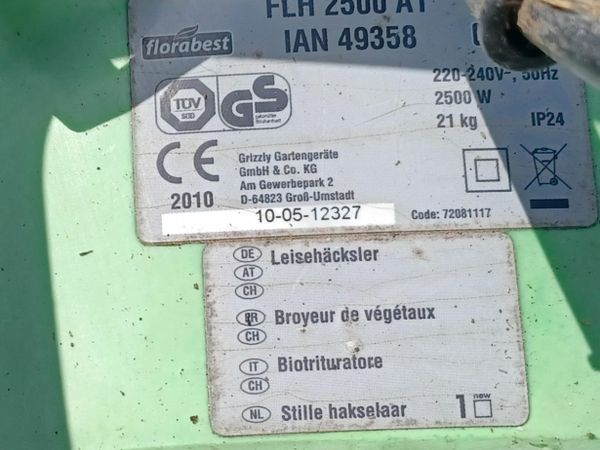 florabest
FLH 2500 A1
IAN 49358
220-240V~, 50Hz
2500 W
21 kg IP24
TÜV
SÜD
GS
geprüfte
Sicherheit
CE
2010
Grizzly Gartengeräte
GmbH & Co. KG
Am Gewerbepark 2
D-64823 Groß-Umstadt
10-05-12327
Code: 72081117
DE Leisehäcksler
AT
CH
Broyeur de végétaux
CH
IT Biotrituratore
CH
NL Stille hakselaar
1 new